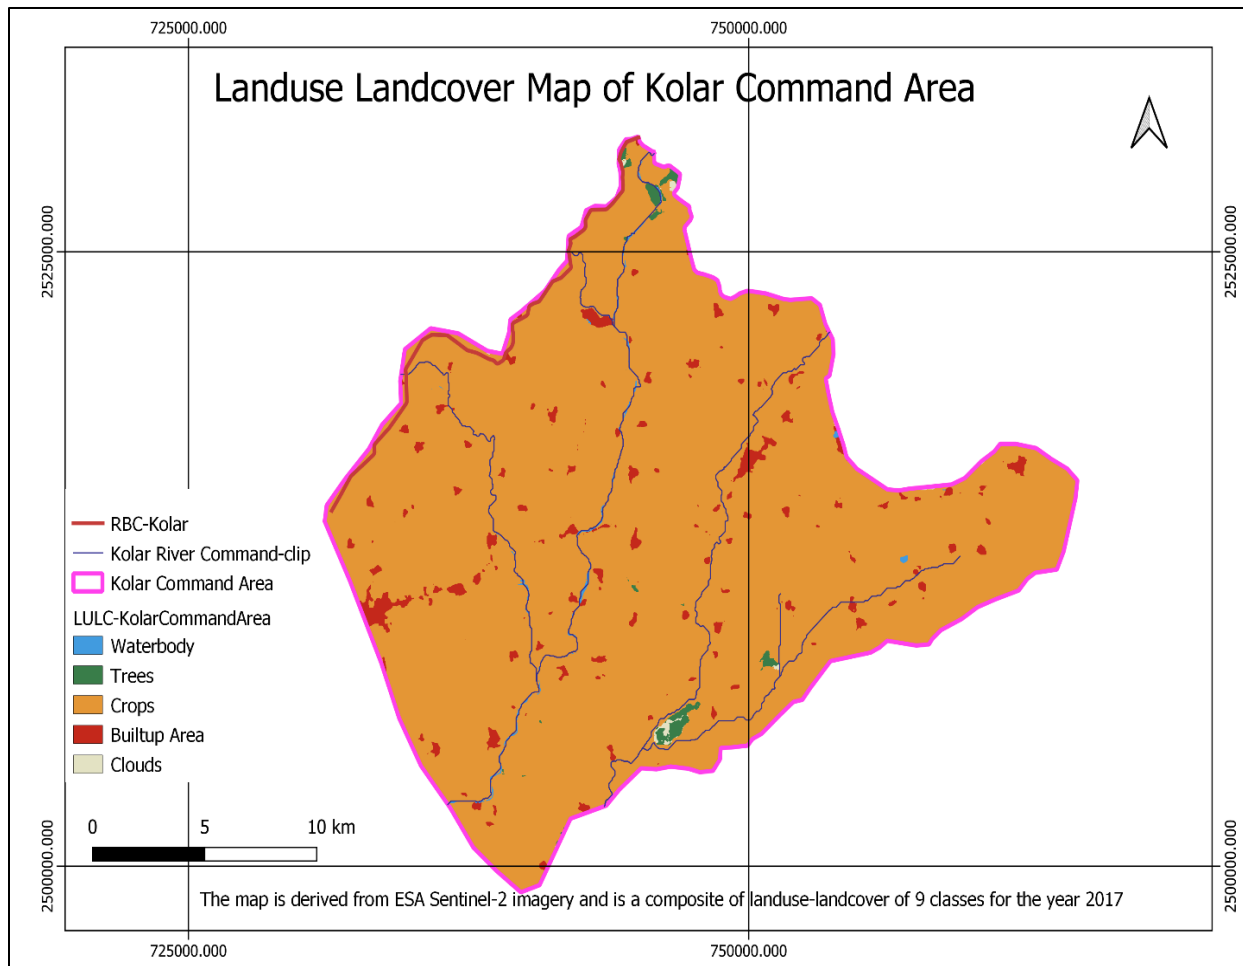 725000.000
750000.000
Landuse Landcover Map of Kolar Command Area
2525000.000
2525000.000
RBC-Kolar
Kolar River Command-clip
Kolar Command Area
LULC-KolarCommandArea
Waterbody
Trees
Crops
Builtup Area
Clouds
0 5 10 km
2500000.000
2500000.000
The map is derived from ESA Sentinel-2 imagery and is a composite of landuse-landcover of 9 classes for the year 2017
725000.000
750000.000